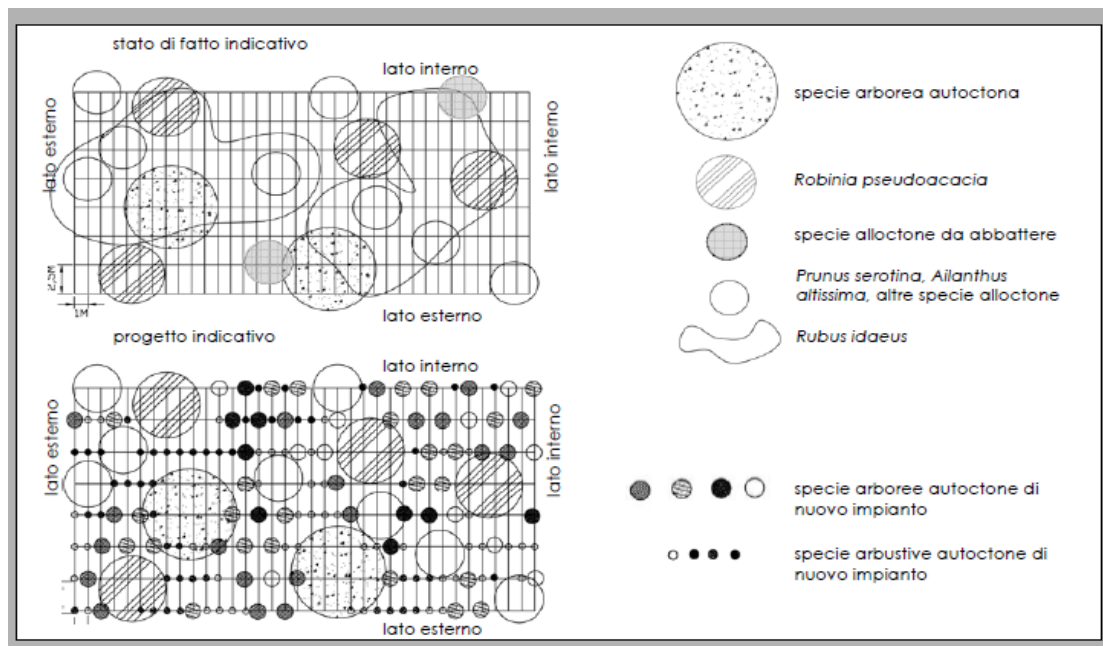 stato di fatto indicativo
lato interno
lato esterno
lato interno
2,5M
1M
lato esterno
progetto indicativo
lato interno
lato esterno
lato interno
lato esterno
specie arborea autoctona
Robinia pseudoacacia
specie alloctone da abbattere
Prunus serotina, Ailanthus
altissima, altre specie alloctone
Rubus idaeus
specie arboree autoctone di
nuovo impianto
specie arbustive autoctone di
nuovo impianto